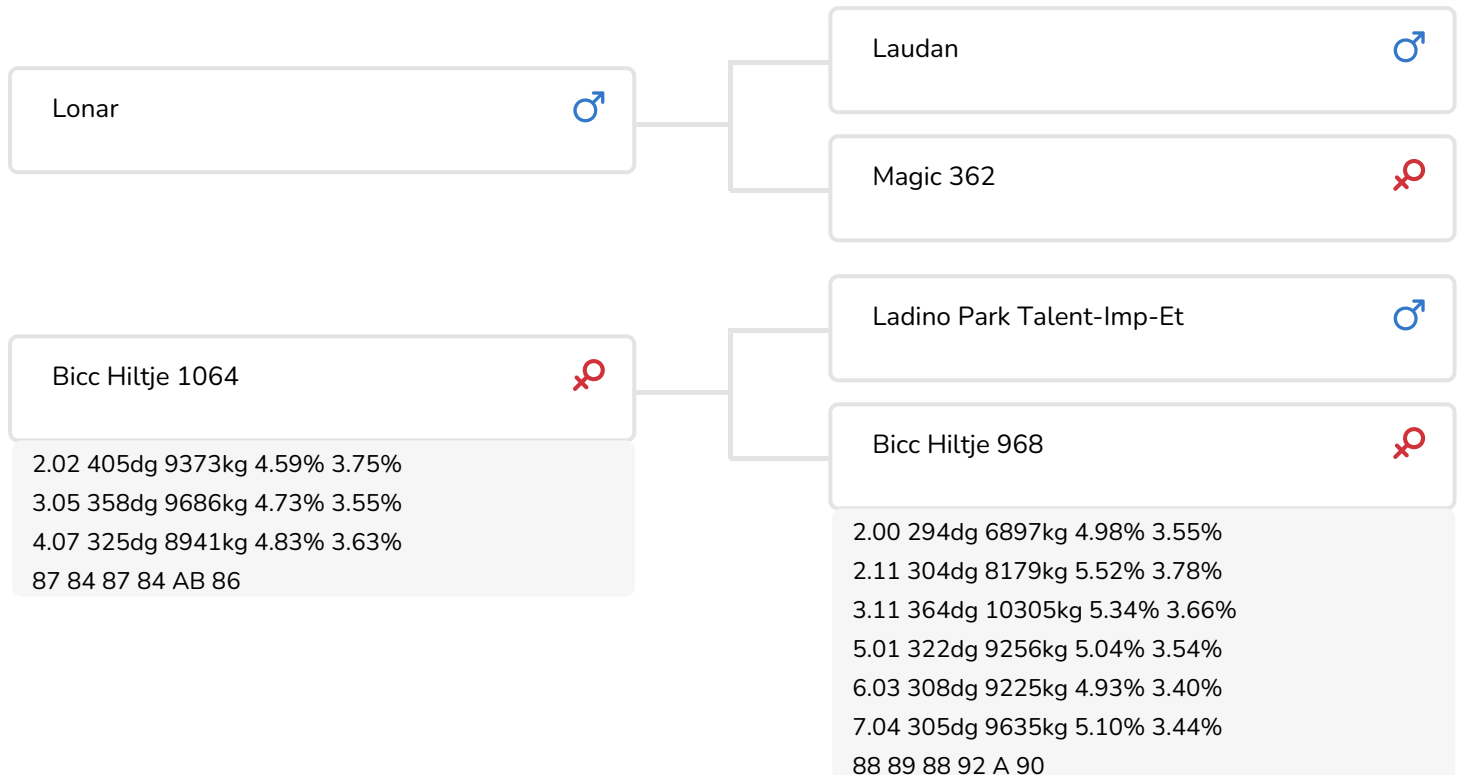 Lonar
Laudan
Magic 362
Bicc Hiltje 1064
2.02 405dg 9373kg 4.59% 3.75%
3.05 358dg 9686kg 4.73% 3.55%
4.07 325dg 8941kg 4.83% 3.63%
87 84 87 84 AB 86
Ladino Park Talent-Imp-Et
Bicc Hiltje 968
2.00 294dg 6897kg 4.98% 3.55%
2.11 304dg 8179kg 5.52% 3.78%
3.11 364dg 10305kg 5.34% 3.66%
5.01 322dg 9256kg 5.04% 3.54%
6.03 308dg 9225kg 4.93% 3.40%
7.04 305dg 9635kg 5.10% 3.44%
88 89 88 92 A 90